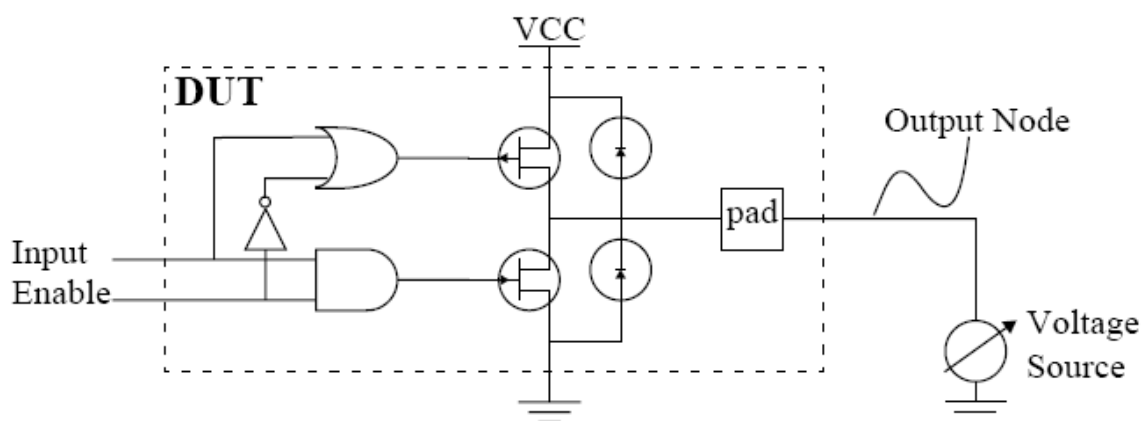 VCC
DUT
Output Node
pad
Input
Enable
Voltage
Source